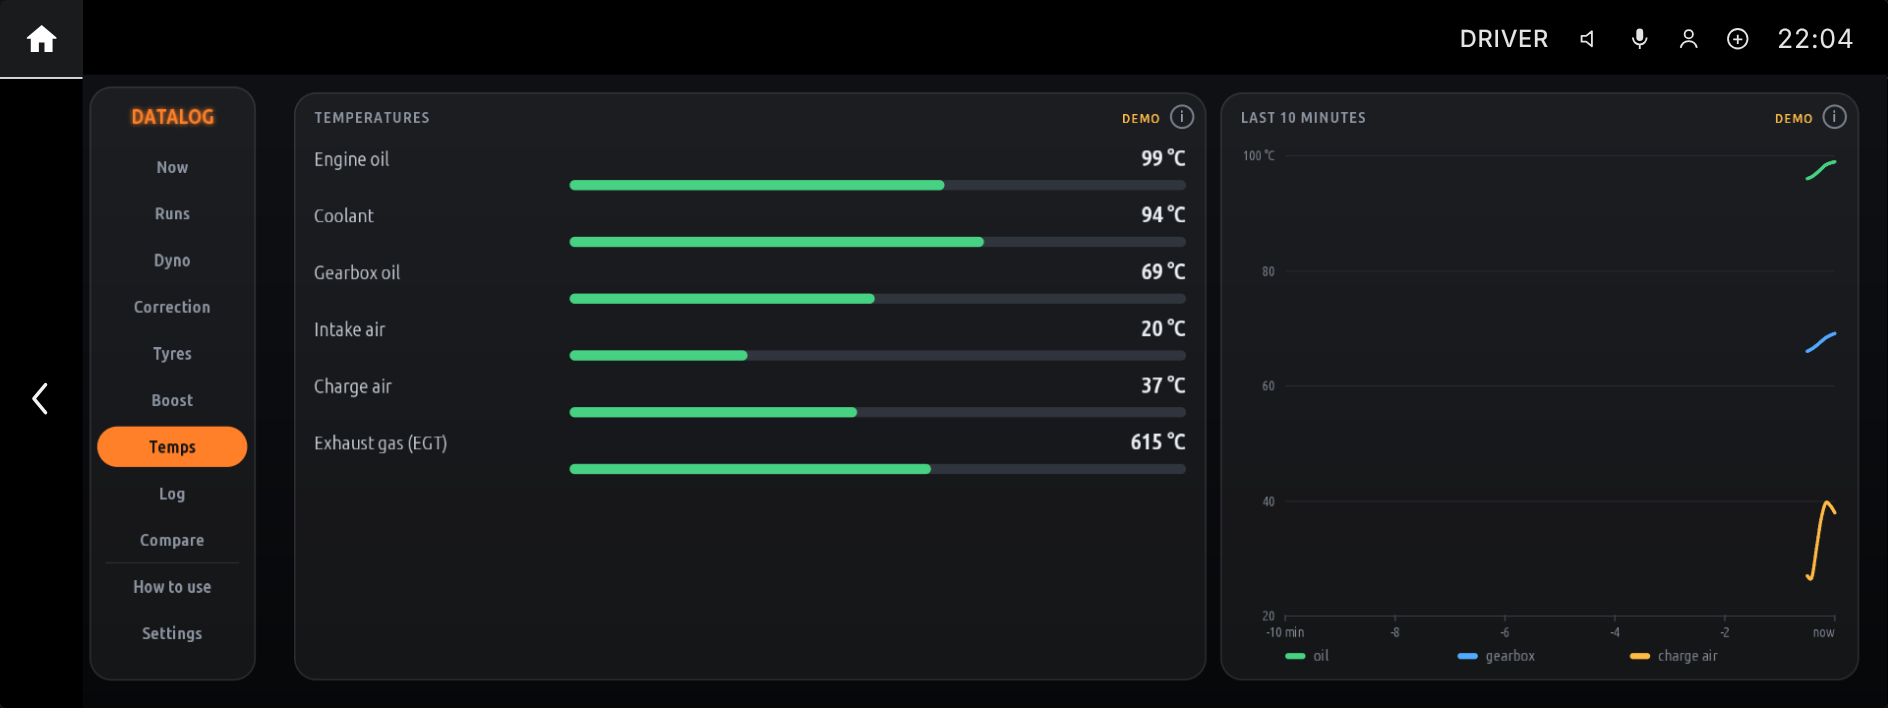 DRIVER 22:04
DATALOG
Now
Runs
Dyno
Correction
Tyres
Boost
Temps
Log
Compare
How to use
Settings
TEMPERATURES DEMO i
Engine oil 99 °C
Coolant 94 °C
Gearbox oil 69 °C
Intake air 20 °C
Charge air 37 °C
Exhaust gas (EGT) 615 °C
LAST 10 MINUTES DEMO i
100 °C
80
60
40
20
-10 min -8 -6 -4 -2 now
oil gearbox charge air